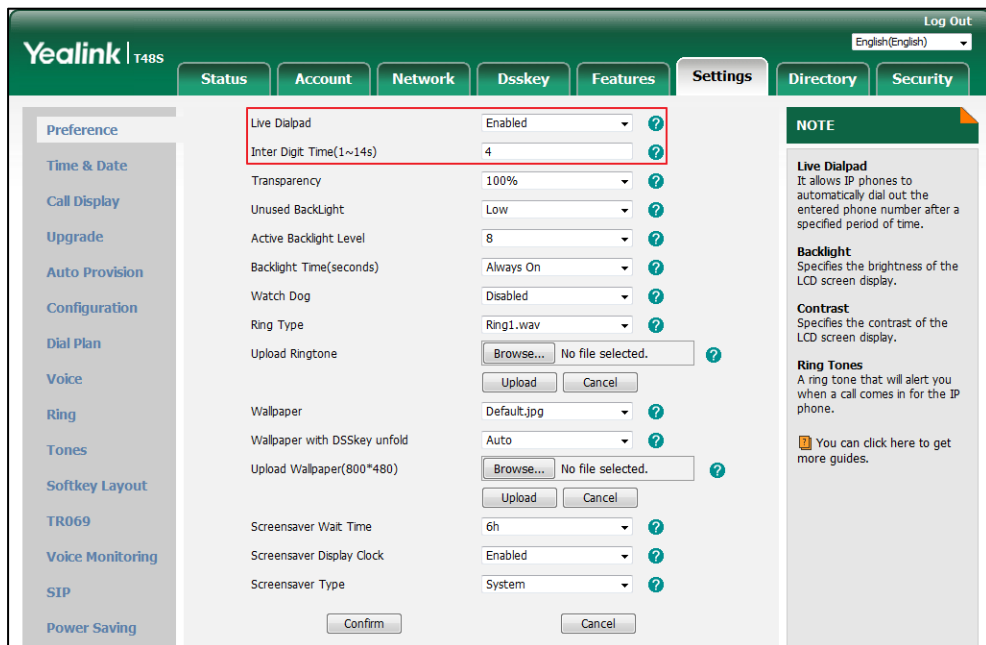 Log Out
English(English)
Yealink T48S
Status Account Network Dsskey Features Settings Directory Security
Preference
Time & Date
Call Display
Upgrade
Auto Provision
Configuration
Dial Plan
Voice
Ring
Tones
Softkey Layout
TR069
Voice Monitoring
SIP
Power Saving
Live Dialpad Enabled ?
Inter Digit Time(1~14s) 4 ?
Transparency 100% ?
Unused BackLight Low ?
Active Backlight Level 8 ?
Backlight Time(seconds) Always On ?
Watch Dog Disabled ?
Ring Type Ring1.wav ?
Upload Ringtone Browse... No file selected. ?
Upload Cancel
Wallpaper Default.jpg ?
Wallpaper with DSSkey unfold Auto ?
Upload Wallpaper(800*480) Browse... No file selected. ?
Upload Cancel
Screensaver Wait Time 6h ?
Screensaver Display Clock Enabled ?
Screensaver Type System ?
Confirm Cancel
NOTE
Live Dialpad
It allows IP phones to
automatically dial out the
entered phone number after a
specified period of time.
Backlight
Specifies the brightness of the
LCD screen display.
Contrast
Specifies the contrast of the
LCD screen display.
Ring Tones
A ring tone that will alert you
when a call comes in for the IP
phone.
? You can click here to get
more guides.